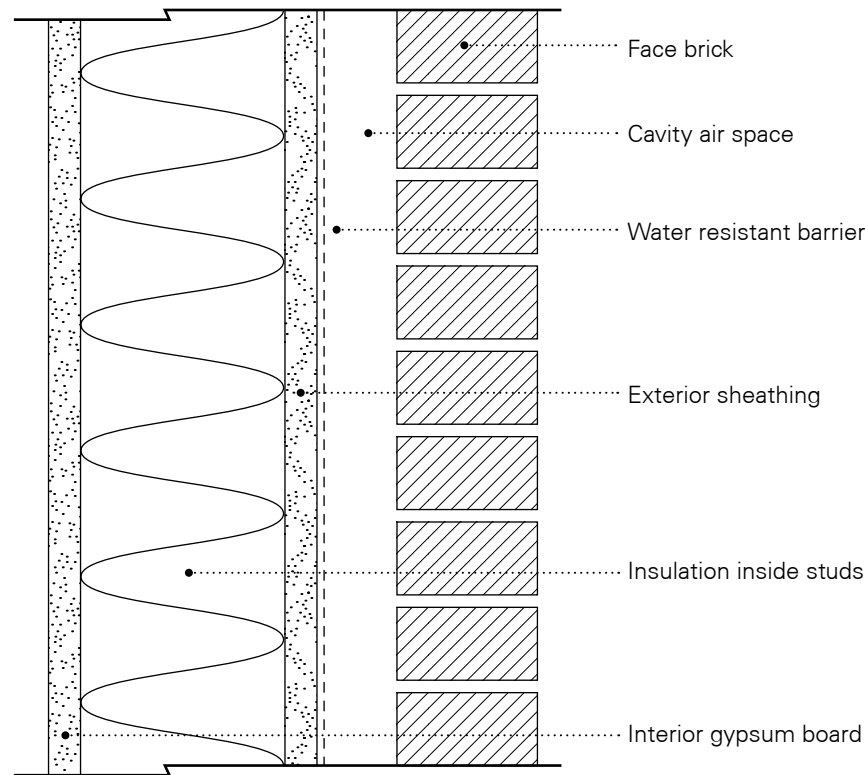 Face brick
Cavity air space
Water resistant barrier
Exterior sheathing
Insulation inside studs
Interior gypsum board